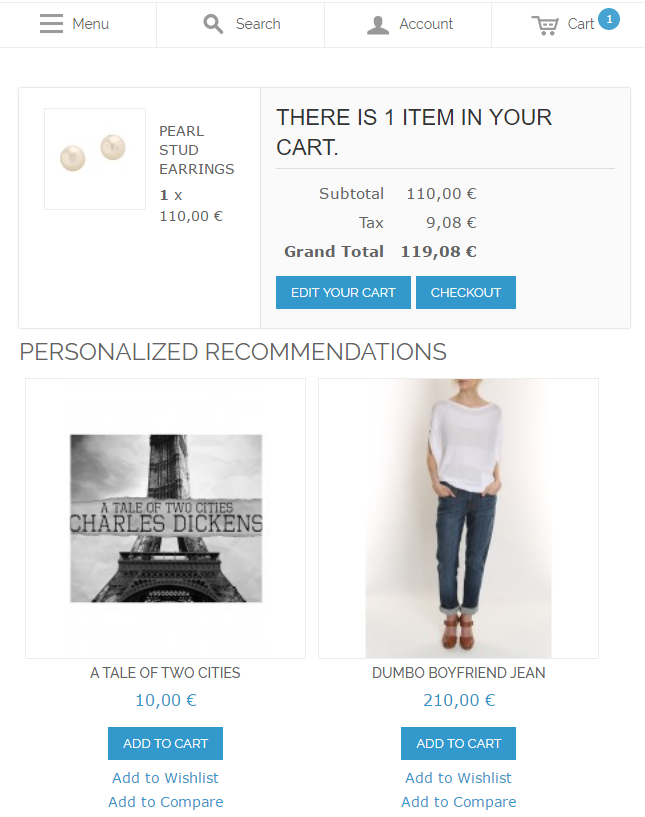 Menu
Search
Account
Cart 1
PEARL
STUD
EARRINGS
1 x
110,00 €
THERE IS 1 ITEM IN YOUR
CART.
Subtotal 110,00 €
Tax 9,08 €
Grand Total 119,08 €
EDIT YOUR CART
CHECKOUT
PERSONALIZED RECOMMENDATIONS
A TALE OF TWO CITIES
CHARLES DICKENS
A TALE OF TWO CITIES
10,00 €
ADD TO CART
Add to Wishlist
Add to Compare
DUMBO BOYFRIEND JEAN
210,00 €
ADD TO CART
Add to Wishlist
Add to Compare